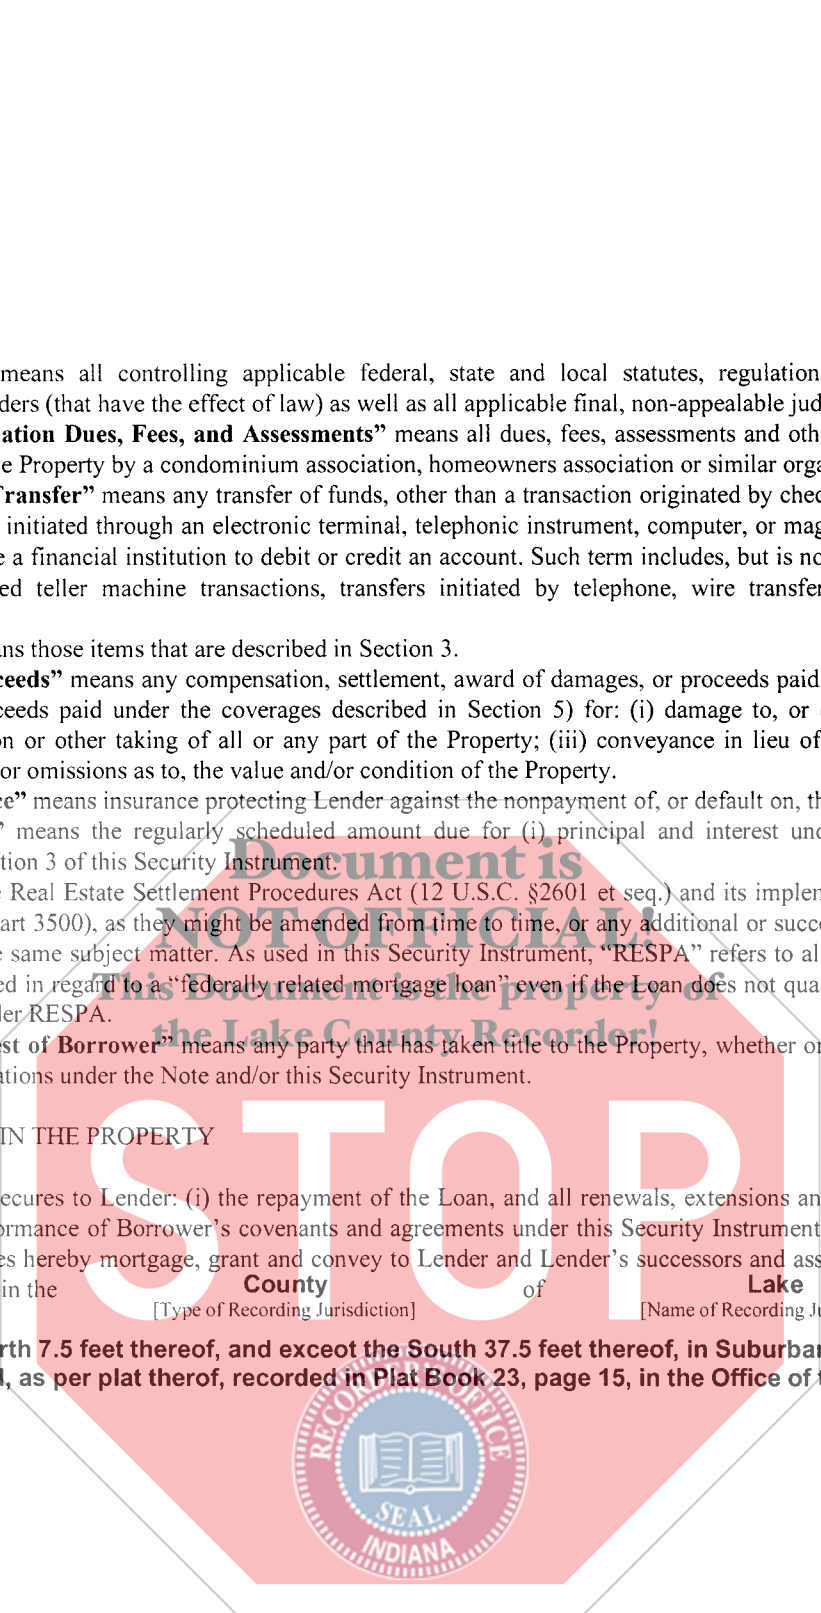 means all controlling applicable federal, state and local statutes, regulation
ders (that have the effect of law) as well as all applicable final, non-appealable jud
ation Dues, Fees, and Assessments” means all dues, fees, assessments and oth
e Property by a condominium association, homeowners association or similar orga
Transfer” means any transfer of funds, other than a transaction originated by chec
initiated through an electronic terminal, telephonic instrument, computer, or mag
e a financial institution to debit or credit an account. Such term includes, but is no
ed teller machine transactions, transfers initiated by telephone, wire transfer
ans those items that are described in Section 3.
ceeds” means any compensation, settlement, award of damages, or proceeds paid
ceeds paid under the coverages described in Section 5) for: (i) damage to, or
on or other taking of all or any part of the Property; (iii) conveyance in lieu of
or omissions as to, the value and/or condition of the Property.
ce” means insurance protecting Lender against the nonpayment of, or default on, th
” means the regularly scheduled amount due for (i) principal and interest und
tion 3 of this Security Instrument.
Document is
e Real Estate Settlement Procedures Act (12 U.S.C. §2601 et seq.) and its implem
art 3500), as they might be amended from time to time, or any additional or succe
NOT OFFICIAL!
e same subject matter. As used in this Security Instrument, “RESPA” refers to al
ed in regard to a “federally related mortgage loan” even if the Loan does not qua
This Document is the property of
der RESPA.
the Lake County Recorder!
est of Borrower” means any party that has taken title to the Property, whether or
ations under the Note and/or this Security Instrument.
IN THE PROPERTY
STOP
ecures to Lender: (i) the repayment of the Loan, and all renewals, extensions an
ormance of Borrower’s covenants and agreements under this Security Instrument
es hereby mortgage, grant and convey to Lender and Lender’s successors and ass
in the County of Lake
[Type of Recording Jurisdiction] [Name of Recording Ju
rth 7.5 feet thereof, and exceot the South 37.5 feet thereof, in Suburban
, as per plat therof, recorded in Plat Book 23, page 15, in the Office of t
RECORDER'S OFFICE
SEAL
INDIANA